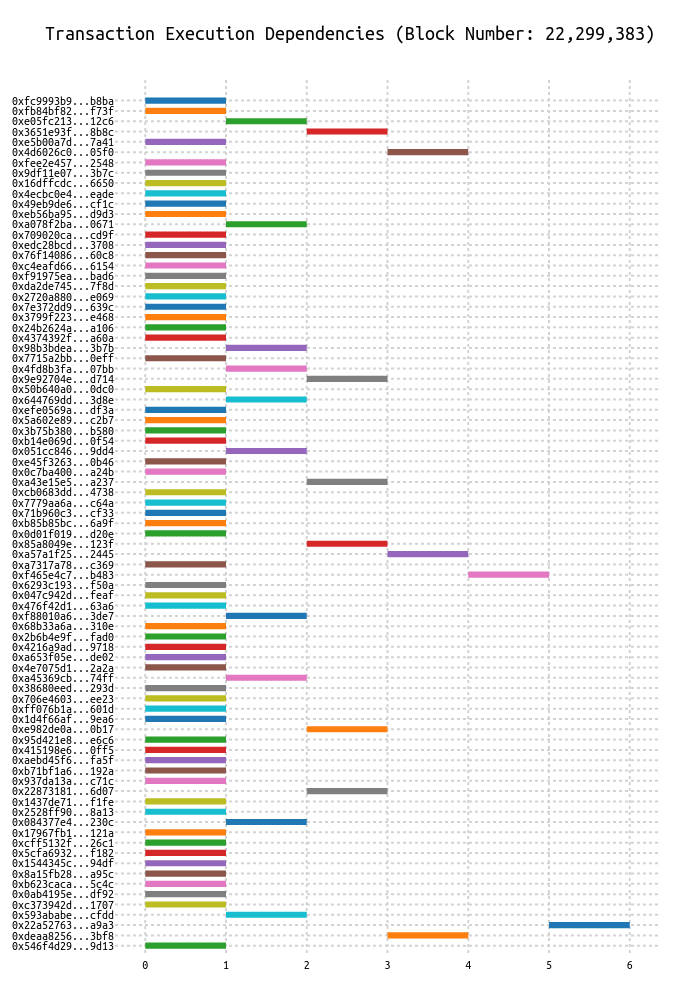 Transaction Execution Dependencies (Block Number: 22,299,383)
0xfc9993b9...b8ba
0xfb84bf82...f73f
0xe05fc213...12c6
0x3651e93f...8b8c
0xe5b00a7d...7a41
0x4d6026c0...05f0
0xfee2e457...2548
0x9df11e07...3b7c
0x16dffcdc...6650
0x4ecbc0e4...eade
0x49eb9de6...cf1c
0xeb56ba95...d9d3
0xa078f2ba...0671
0x709020ca...cd9f
0xedc28bcd...3708
0x76f14086...60c8
0xc4eafd66...6154
0xf91975ea...bad6
0xda2de745...7f8d
0x2720a880...e069
0x7e372dd9...639c
0x3799f223...e468
0x24b2624a...a106
0x4374392f...a60a
0x98b3bdea...3b7b
0x7715a2bb...0eff
0x4fd8b3fa...07bb
0x9e92704e...d714
0x50b640a0...0dc0
0x644769dd...3d8e
0xefe0569a...df3a
0x5a602e89...c2b7
0x3b75b380...b580
0xb14e069d...0f54
0x051cc846...9dd4
0xe45f3263...0b46
0x0c7ba400...a24b
0xa43e15e5...a237
0xcb0683dd...4738
0x7779aa6a...c64a
0x71b960c3...cf33
0xb85b85bc...6a9f
0x0d01f019...d20e
0x85a8049e...123f
0xa57a1f25...2445
0xa7317a78...c369
0xf465e4c7...b483
0x6293c193...f50a
0x047c942d...feaf
0x476f42d1...63a6
0xf88010a6...3de7
0x68b33a6a...310e
0x2b6b4e9f...fad0
0x4216a9ad...9718
0xa653f05e...de02
0x4e7075d1...2a2a
0xa45369cb...74ff
0x38680eed...293d
0x706e4603...ee23
0xff076b1a...601d
0x1d4f66af...9ea6
0xe982de0a...0b17
0x95d421e8...e6c6
0x415198e6...0ff5
0xaebd45f6...fa5f
0xb71bf1a6...192a
0x937da13a...c71c
0x22873181...6d07
0x1437de71...f1fe
0x2528ff90...8a13
0x084377e4...230c
0x17967fb1...121a
0xcff5132f...26c1
0x5cfa6932...f182
0x1544345c...94df
0x8a15fb28...a95c
0xb623caca...5c4c
0x0ab4195e...df92
0xc373942d...1707
0x593ababe...cfdd
0x22a52763...a9a3
0xdeaa8256...3bf8
0x546f4d29...9d13
0 1 2 3 4 5 6